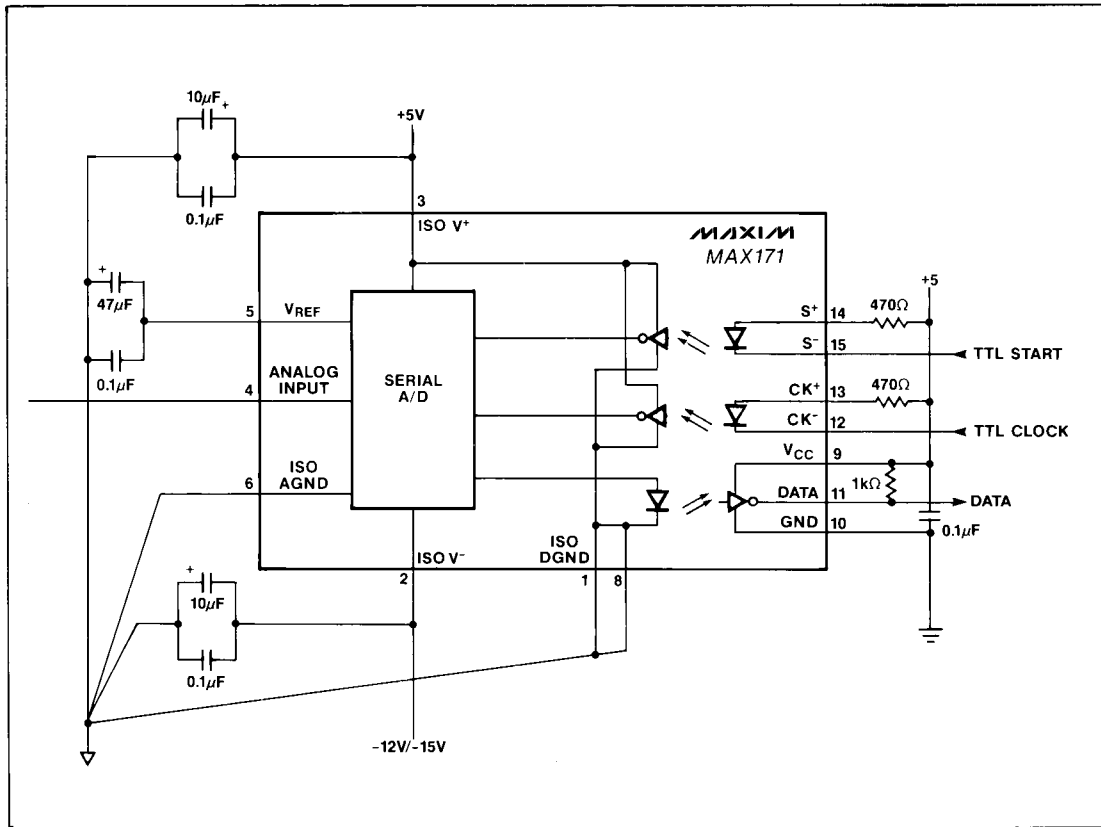 10µF
+
0.1µF
+5V
3
ISO V+
MAXIM
MAX171
+
47µF
0.1µF
5
VREF
4
ANALOG
INPUT
6
ISO
AGND
SERIAL
A/D
S+
14
470Ω
+5
S-
15
TTL START
CK+
13
470Ω
CK-
12
TTL CLOCK
VCC
9
1kΩ
DATA
11
DATA
GND
10
0.1µF
ISO V-
2
ISO
DGND
1
8
+
10µF
0.1µF
-12V/-15V